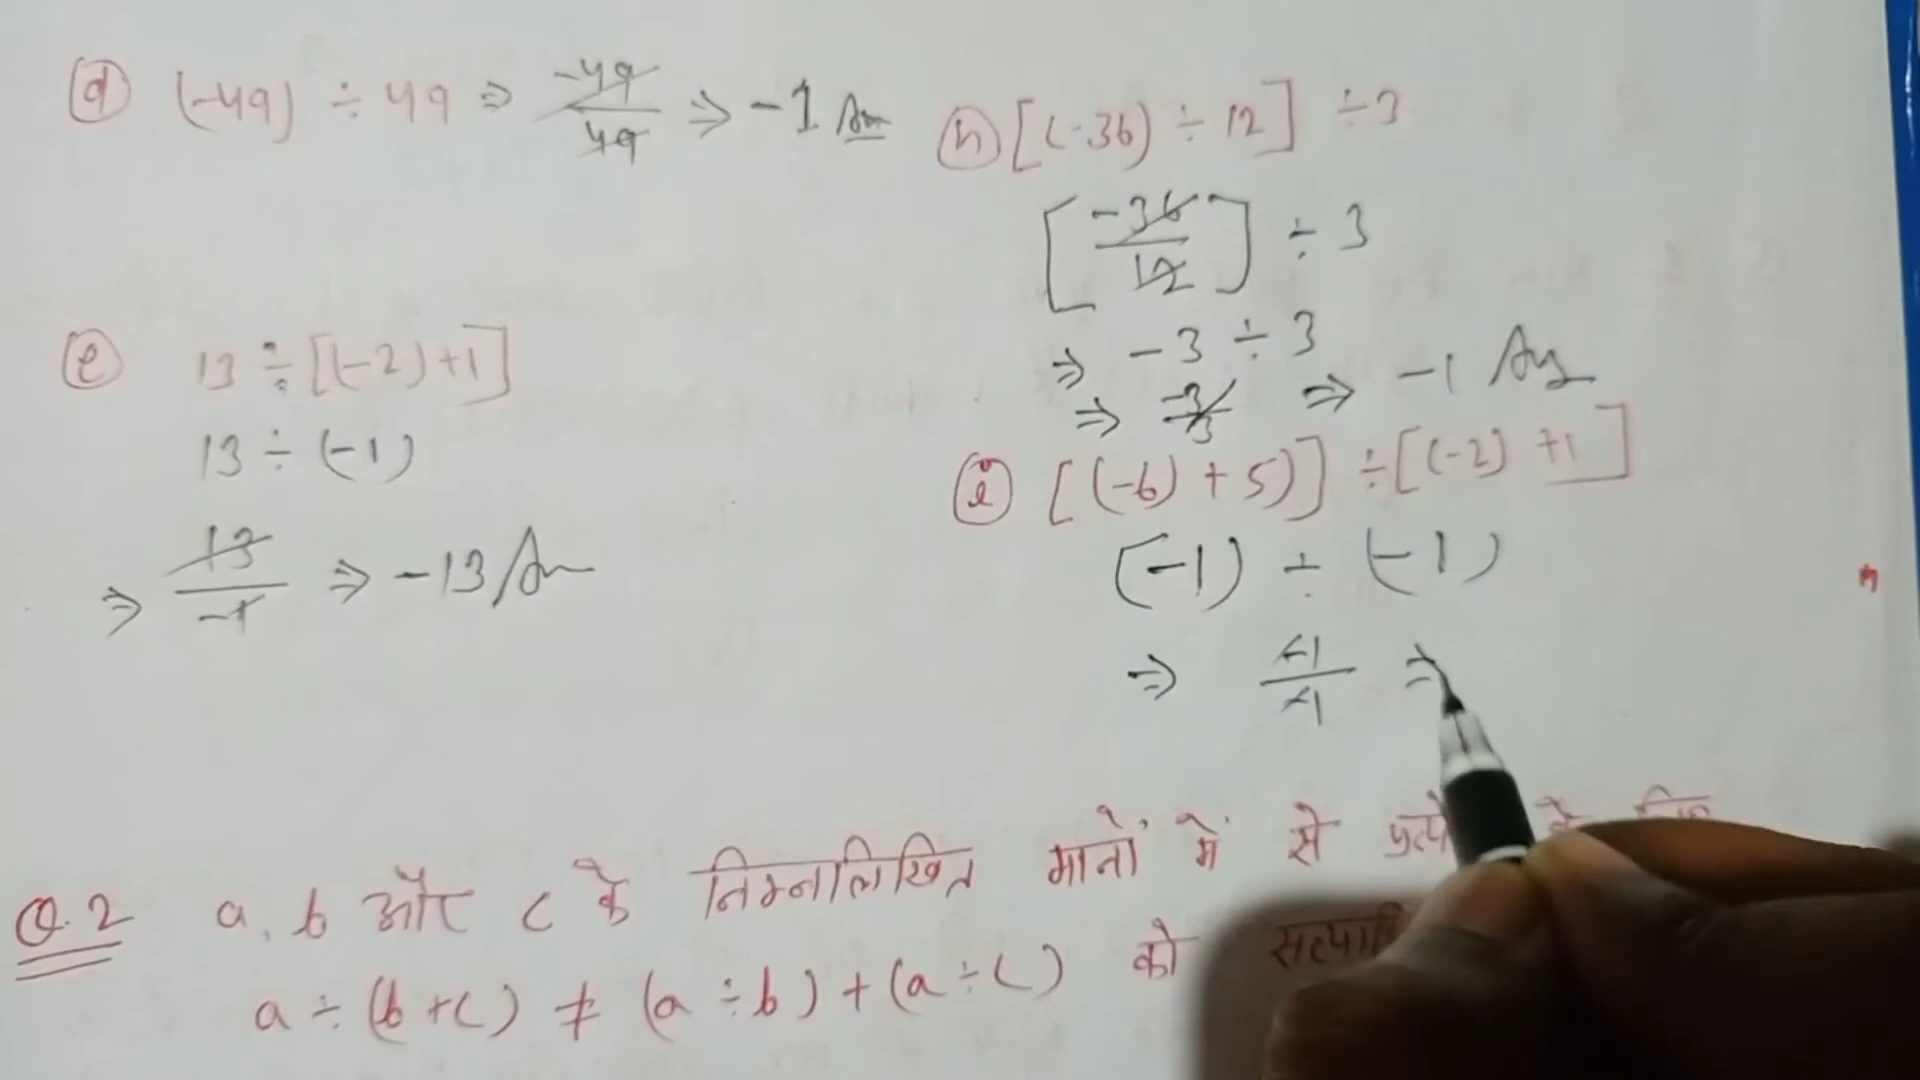 (d) (-49) ÷ 49 ⇒ -49/49 ⇒ -1 Ans
(e) 13 ÷ [(-2)+1]
13 ÷ (-1)
⇒ 13/-1 ⇒ -13 Ans
(h) [(-36) ÷ 12] ÷ 3
[-36/12] ÷ 3
⇒ -3 ÷ 3
⇒ -3/3 ⇒ -1 Ans
(i) [(-6) + 5)] ÷ [(-2) +1]
(-1) ÷ (-1)
⇒ -1/-1 ⇒
Q.2 a, b और c के निम्नलिखित मानों में से
a ÷ (b+c) ≠ (a ÷ b) + (a ÷ c) को